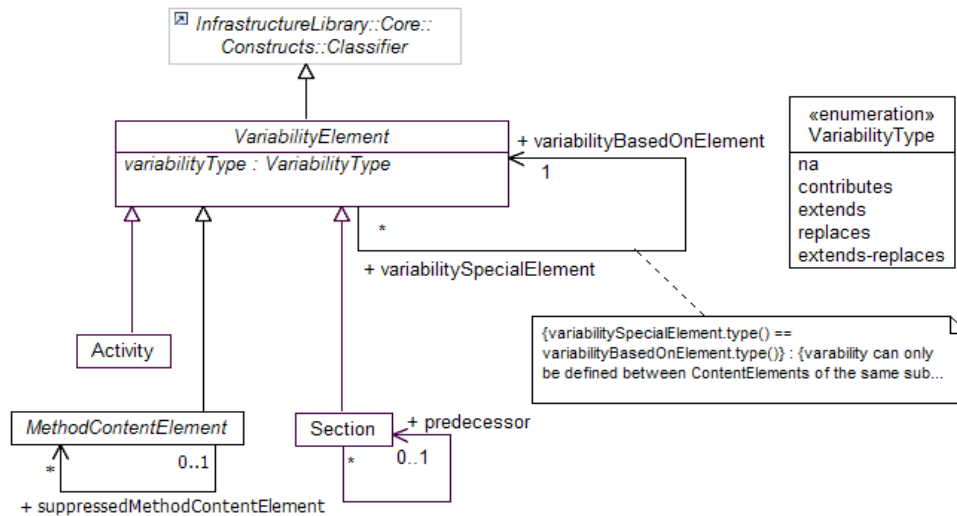 InfrastructureLibrary::Core::
Constructs::Classifier
VariabilityElement
variabilityType : VariabilityType
+ variabilityBasedOnElement
1
*
+ variabilitySpecialElement
«enumeration»
VariabilityType
na
contributes
extends
replaces
extends-replaces
{variabilitySpecialElement.type() ==
variabilityBasedOnElement.type()} : {varability can only
be defined between ContentElements of the same sub...
Activity
MethodContentElement
*
0..1
+ suppressedMethodContentElement
Section
+ predecessor
*
0..1